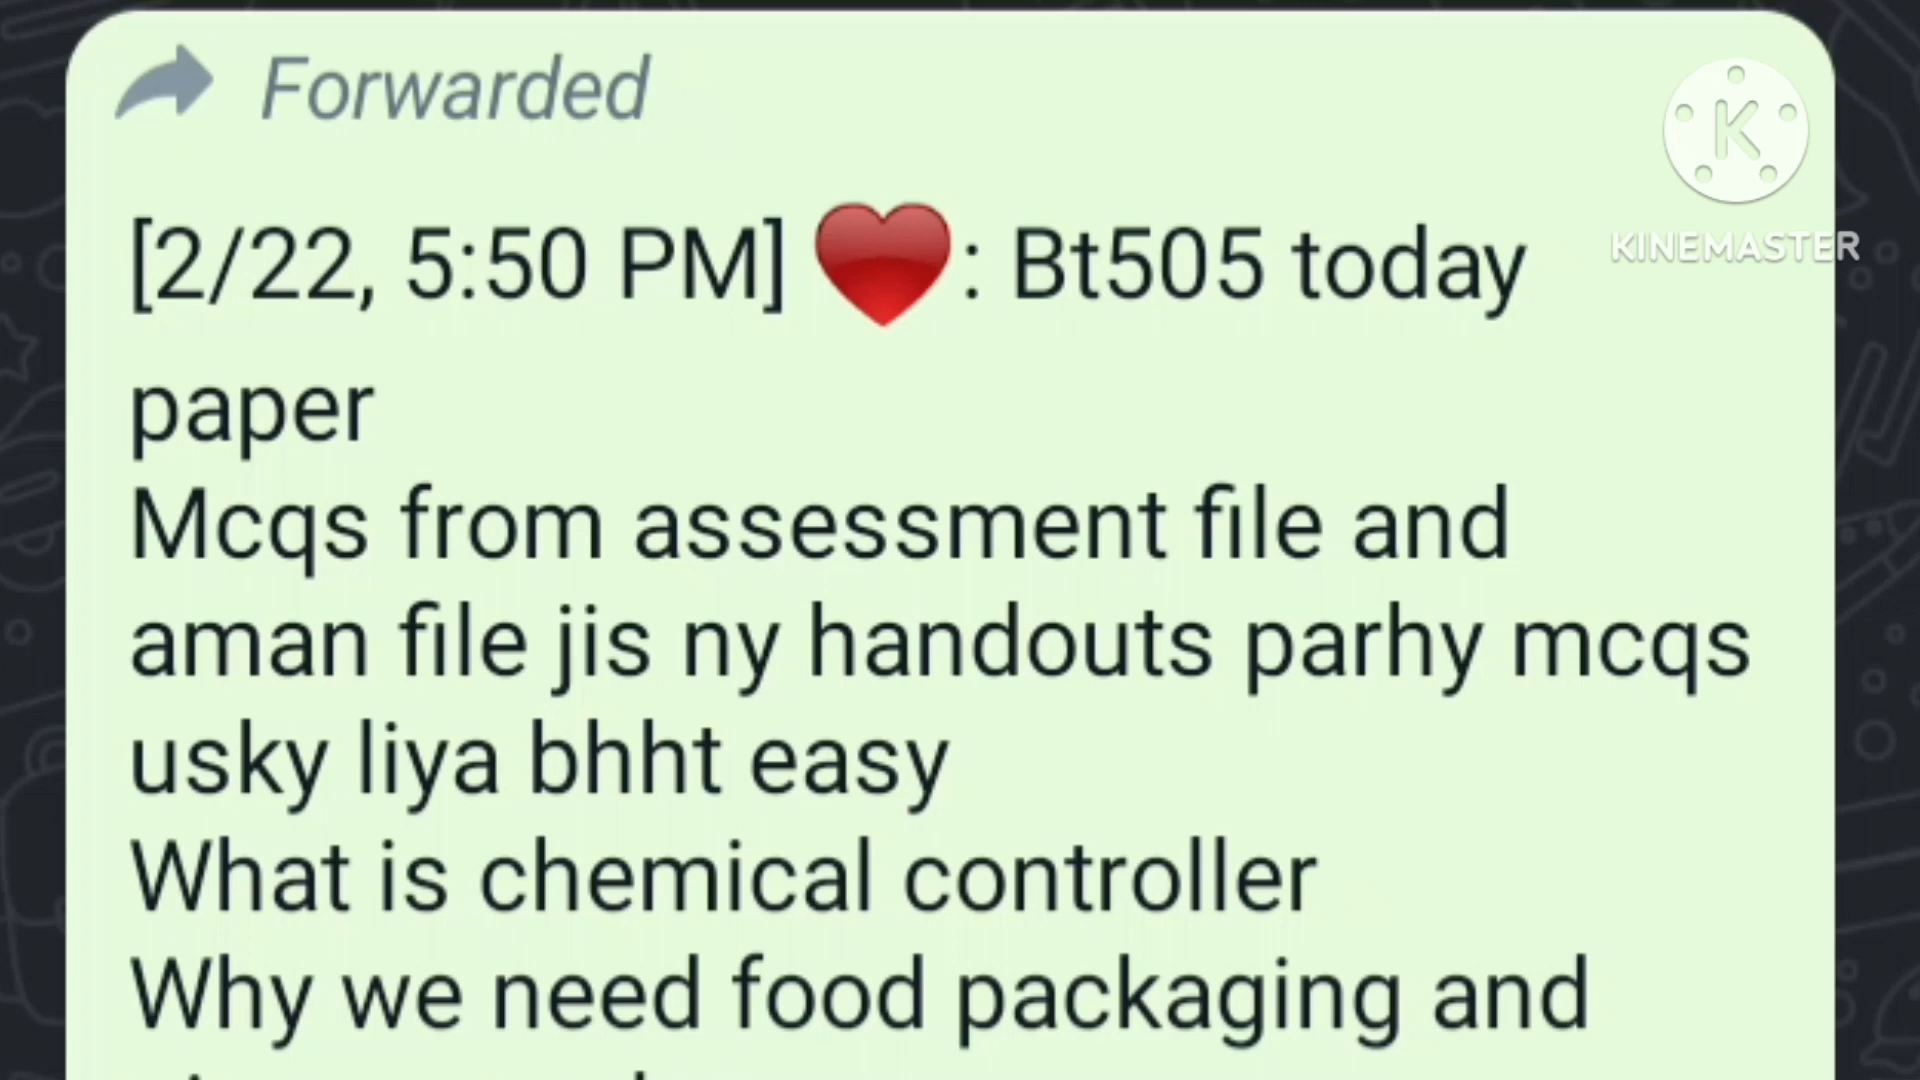 Forwarded
[2/22, 5:50 PM] ❤️: Bt505 today
paper
Mcqs from assessment file and
aman file jis ny handouts parhy mcqs
usky liya bhht easy
What is chemical controller
Why we need food packaging and
K
KINEMASTER